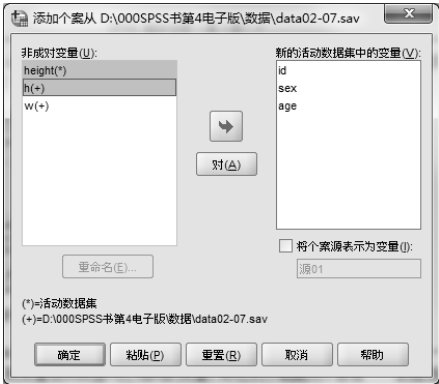 添加个案从 D:\000SPSS书第4电子版\数据\data02-07.sav
非成对变量(U):
height(*)
h(+)
w(+)
对(A)
新的活动数据集中的变量(V):
id
sex
age
重命名(E)...
将个案源表示为变量(I):
源01
(*)=活动数据集
(+)=D:\000SPSS书第4电子版\数据\data02-07.sav
确定
粘贴(P)
重置(R)
取消
帮助